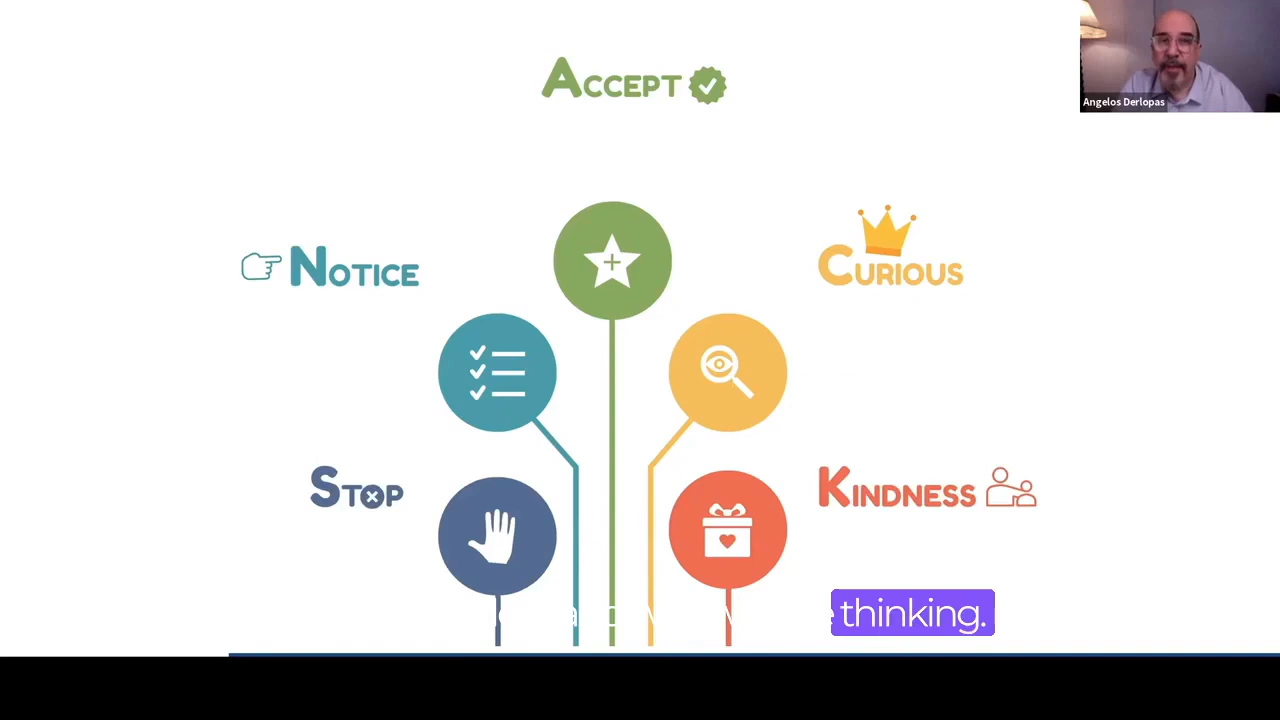 ACCEPT
Angelos Derlopas
NOTICE
CURIOUS
STOP
KINDNESS
thinking.